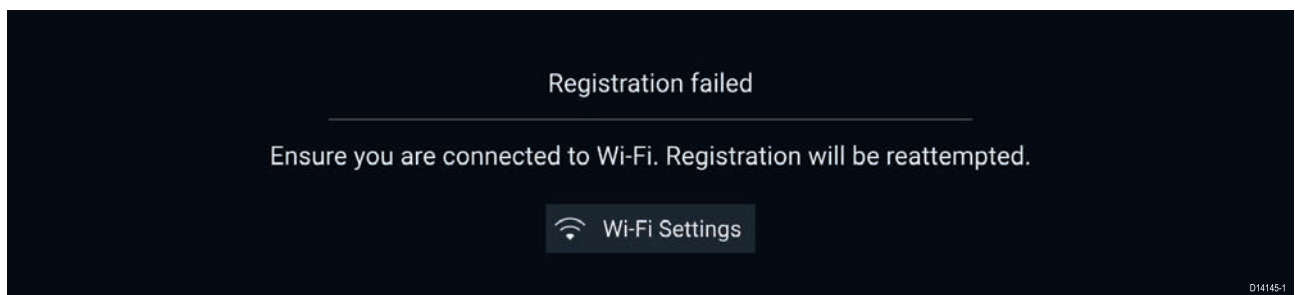 Registration failed
Ensure you are connected to Wi-Fi. Registration will be reattempted.
Wi-Fi Settings
D14145-1